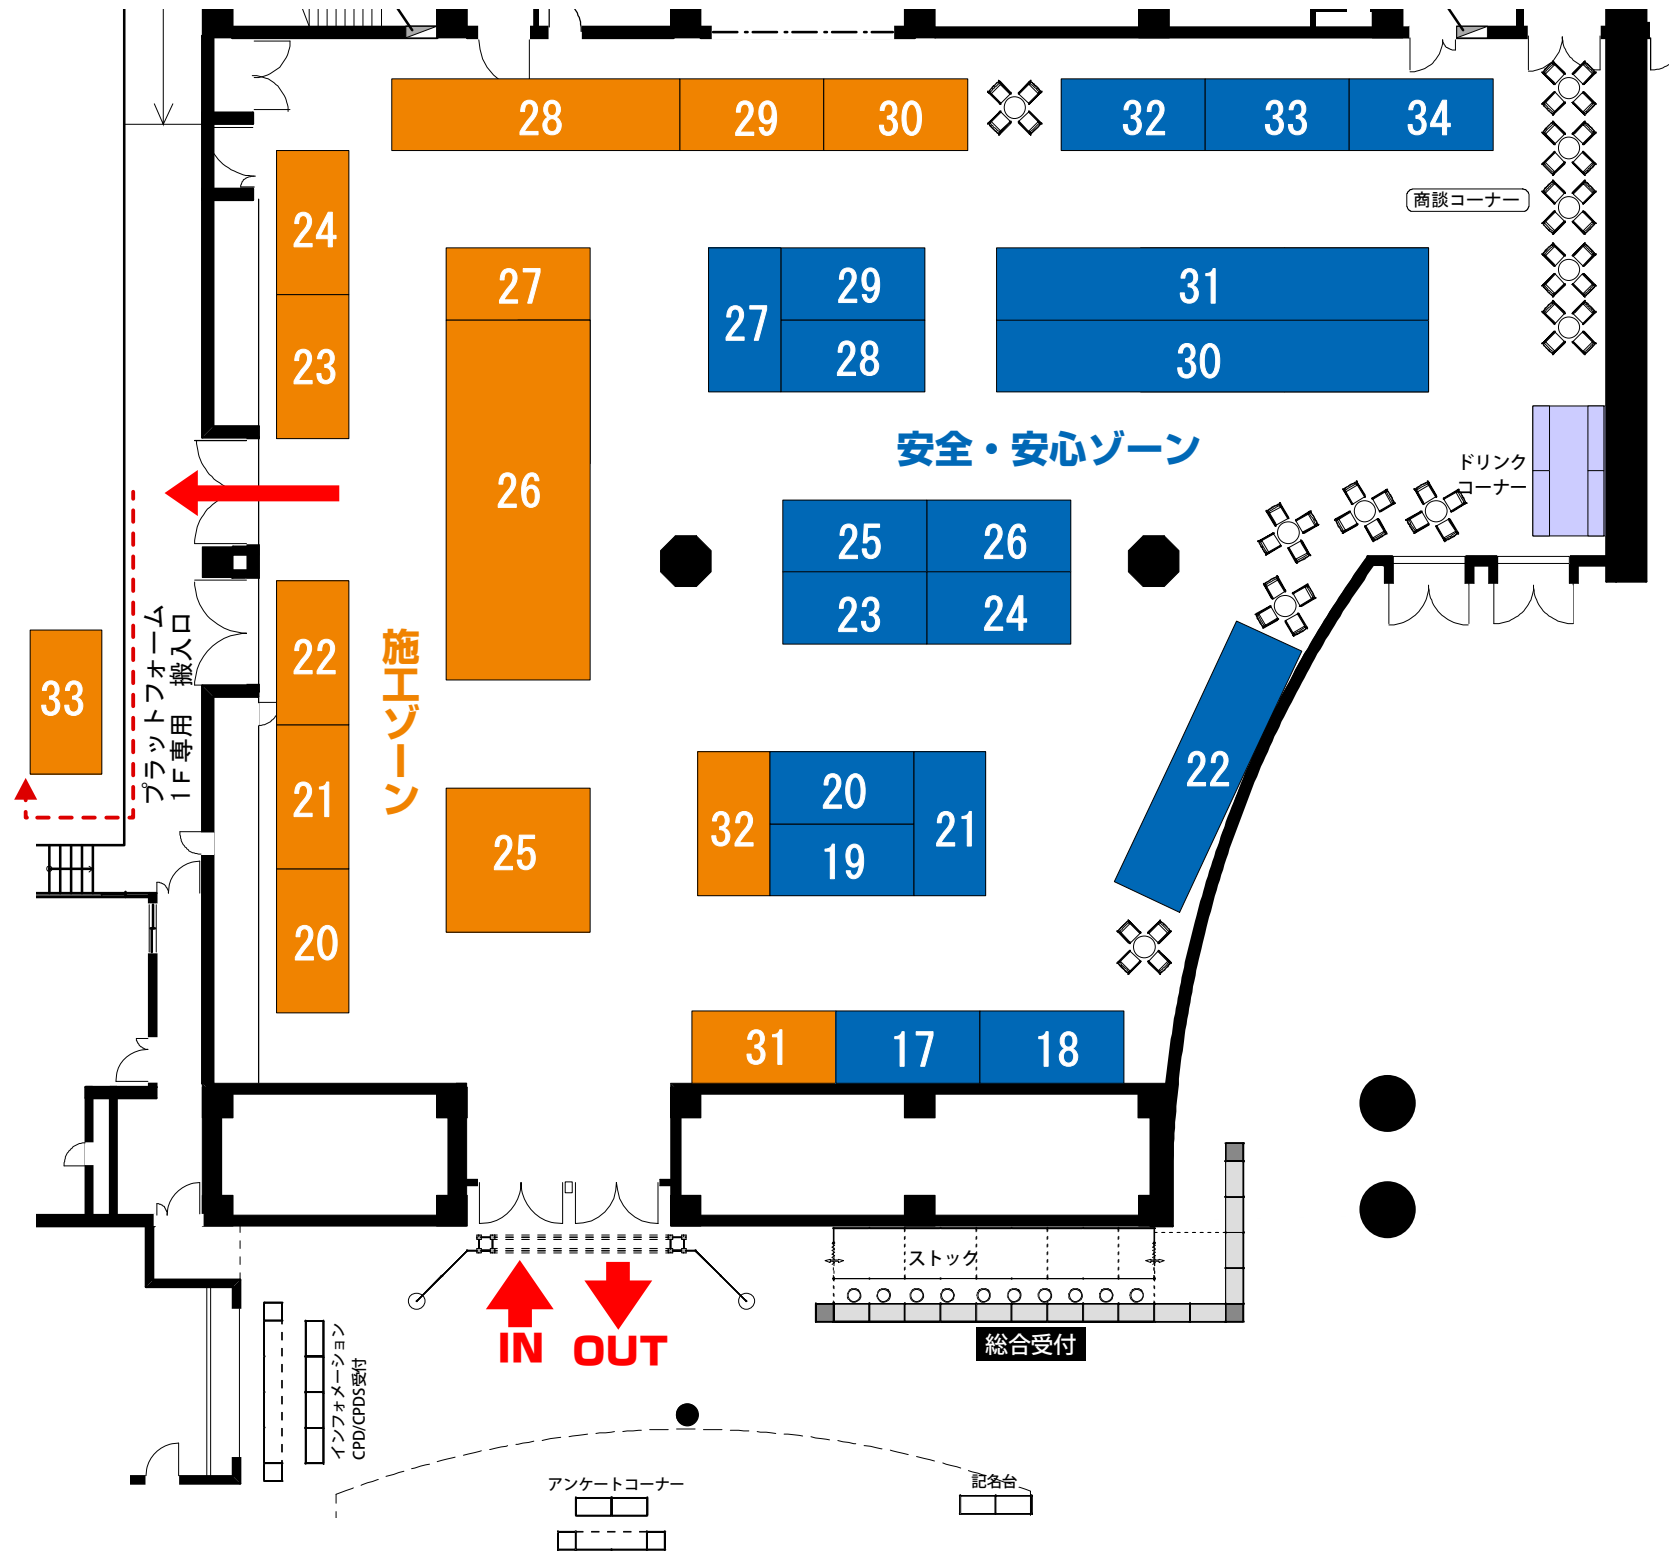 28
29
30
32
33
34
商談コーナー
24
23
27
26
27
29
28
31
30
安全・安心ゾーン
ドリンク
コーナー
25
26
23
24
33
プラットフォーム
1F専用 搬入口
22
21
20
施工ゾーン
25
32
20
19
21
22
31
17
18
ストック
総合受付
IN
OUT
インフォメーション
CPD/CPDS受付
アンケートコーナー
記名台